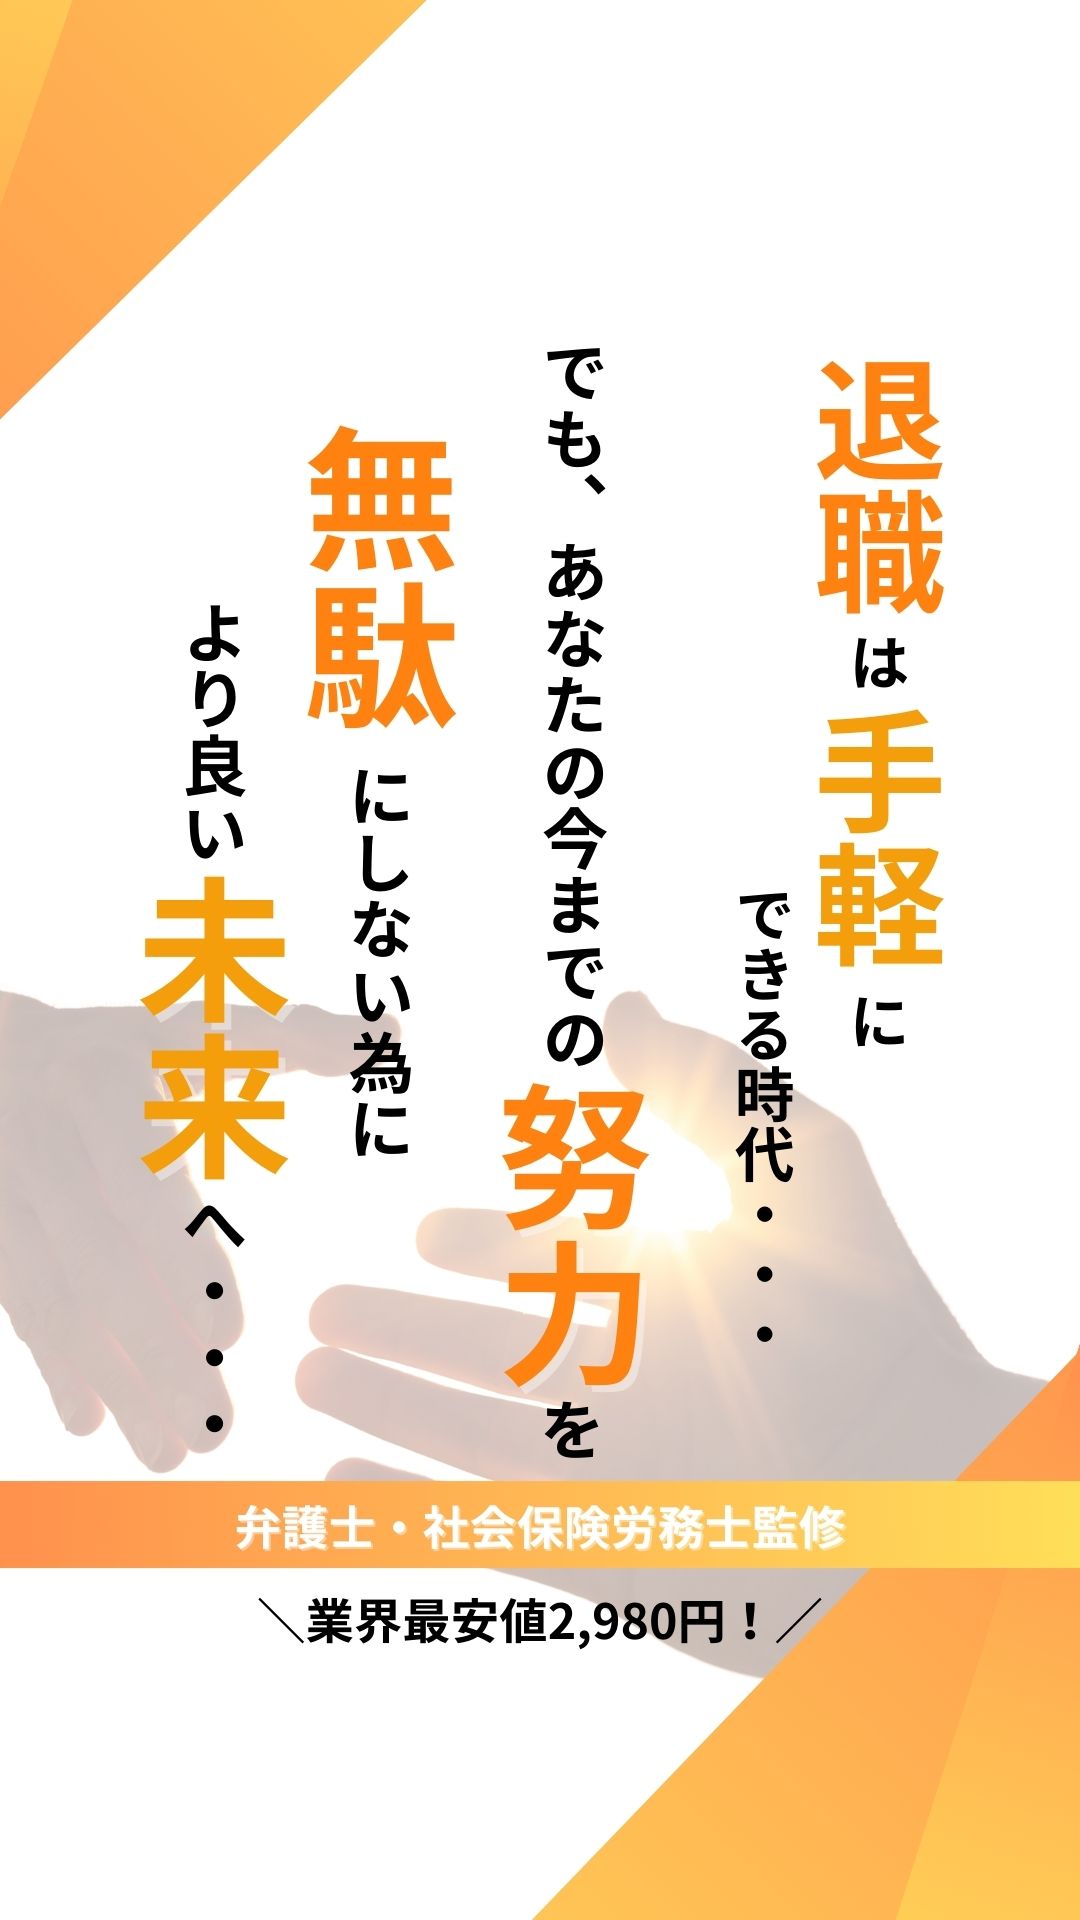 退職は手軽に
できる時代・・・
でも、あなたの今までの努力を
無駄にしない為に
より良い未来へ・・・
弁護士・社会保険労務士監修
＼業界最安値2,980円！／